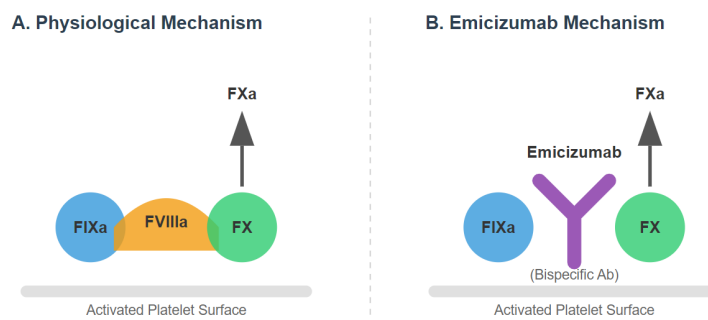 A. Physiological Mechanism
FXa
FIXa
FVIIIa
FX
Activated Platelet Surface
B. Emicizumab Mechanism
FXa
Emicizumab
FIXa
FX
(Bispecific Ab)
Activated Platelet Surface